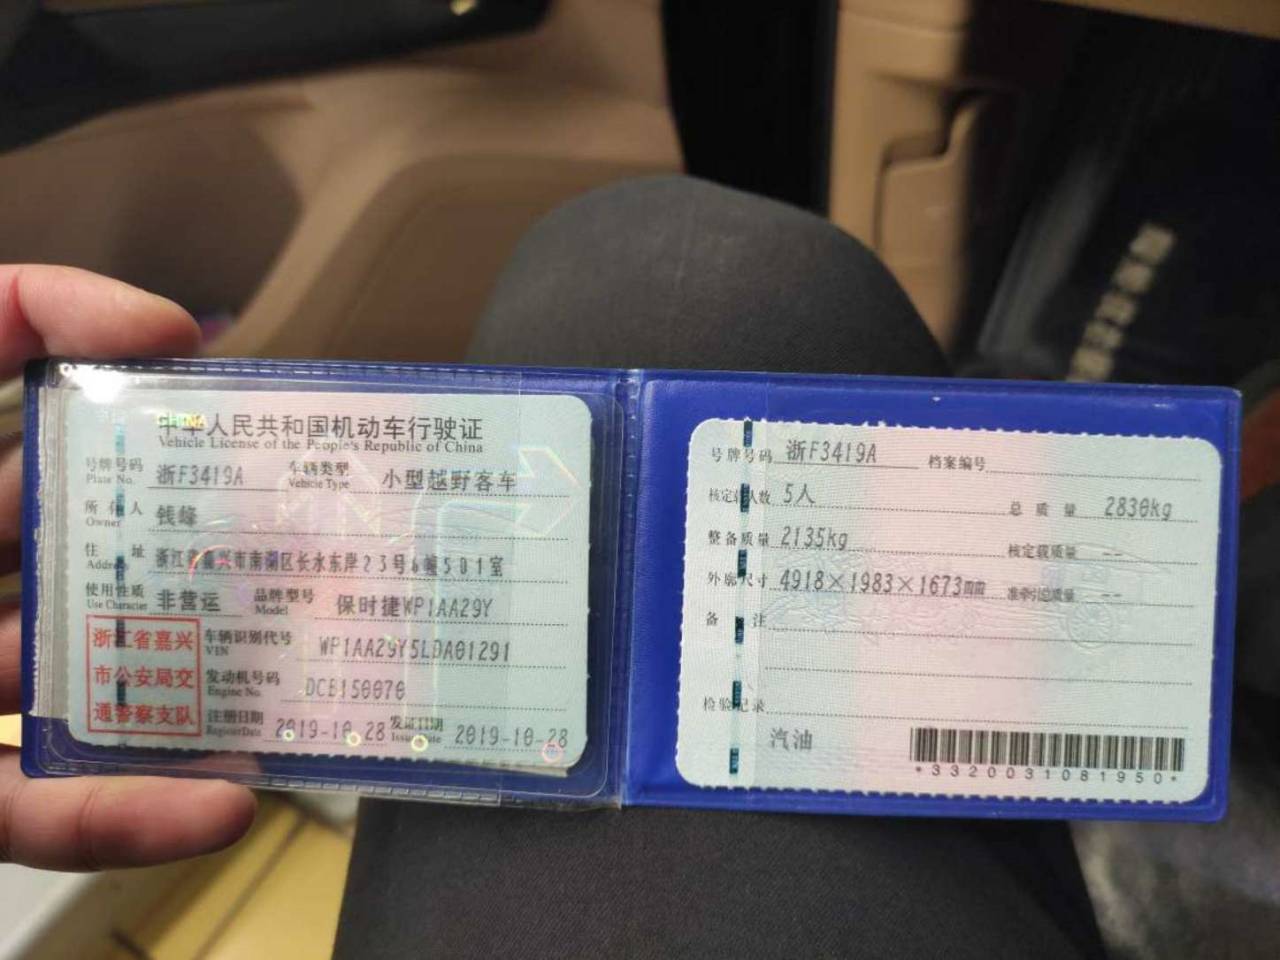 中华人民共和国机动车行驶证
Vehicle License of the People's Republic of China
号牌号码 浙F3419A 车辆类型 小型越野客车
Plate No. Vehicle Type
所有人 钱峰
Owner
住址 浙江省嘉兴市南湖区长水东岸23号6幢501室
Address
使用性质 非营运 品牌型号 保时捷WP1AA29Y
Use Character Model
浙江省嘉兴
市公安局交
通警察支队
车辆识别代号 WP1AA29Y5LDA01291
VIN
发动机号码 DCB150070
Engine No.
注册日期 2019-10-28 发证日期 2019-10-28
Register Date Issue Date
号牌号码 浙F3419A 档案编号
核定载人数 5人 总质量 2830kg
整备质量 2135kg 核定载质量 --
外廓尺寸 4918×1983×1673mm 准牵引总质量 --
备注
检验记录
汽油
*3320031081950*